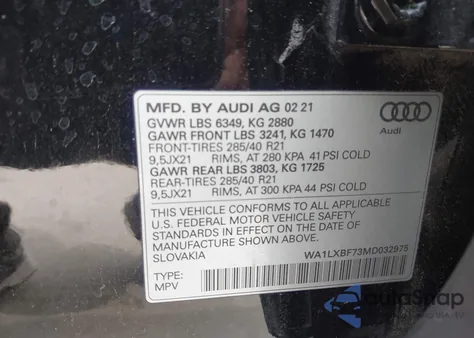 MFD. BY AUDI AG 02 21
GVWR LBS 6349, KG 2880
GAWR FRONT LBS 3241, KG 1470
FRONT-TIRES 285/40 R21
9,5JX21 RIMS, AT 280 KPA 41 PSI COLD
GAWR REAR LBS 3803, KG 1725
REAR-TIRES 285/40 R21
9,5JX21 RIMS, AT 300 KPA 44 PSI COLD
Audi
THIS VEHICLE CONFORMS TO ALL APPLICABLE
U.S. FEDERAL MOTOR VEHICLE SAFETY
STANDARDS IN EFFECT ON THE DATE OF
MANUFACTURE SHOWN ABOVE.
SLOVAKIA WA1LXBF73MD032975
TYPE:
MPV
autoSnap